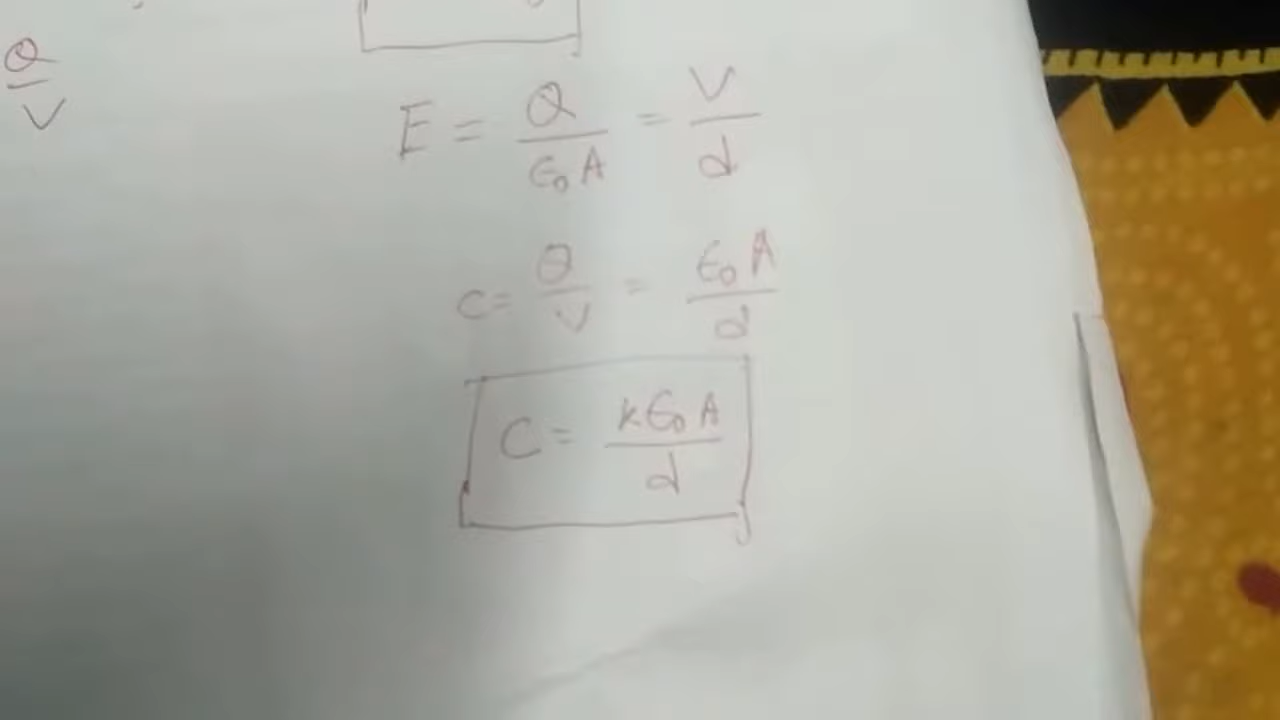 Q/V
E = Q/ϵ₀A = V/d
C = Q/V = ϵ₀A/d
C = kϵ₀A/d